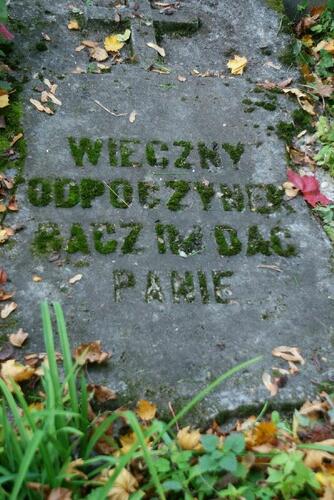 WIECZNY
ODPOCZYNEK
RACZ IM DAC
PANIE